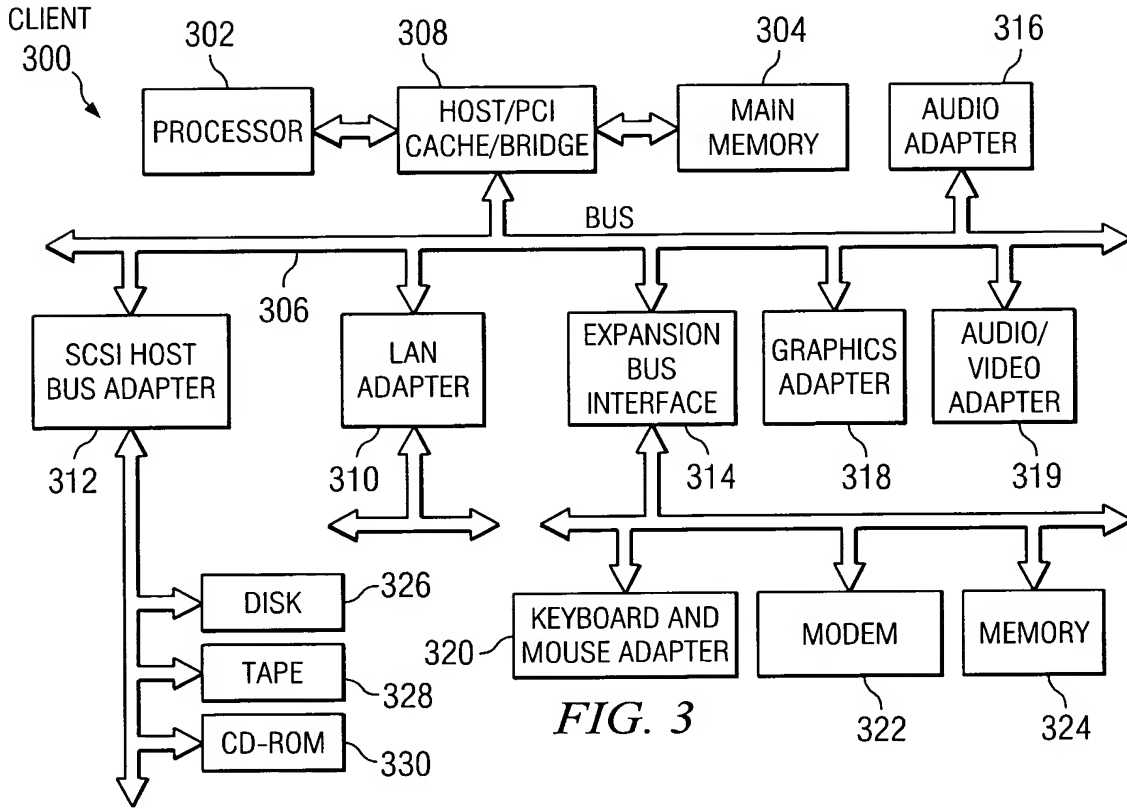 CLIENT
300
302
308
304
316
PROCESSOR
HOST/PCI
CACHE/BRIDGE
MAIN
MEMORY
AUDIO
ADAPTER
BUS
306
SCSI HOST
BUS ADAPTER
312
LAN
ADAPTER
310
EXPANSION
BUS
INTERFACE
314
GRAPHICS
ADAPTER
318
AUDIO/
VIDEO
ADAPTER
319
DISK
326
TAPE
328
CD-ROM
330
320
KEYBOARD AND
MOUSE ADAPTER
MODEM
322
MEMORY
324
FIG. 3